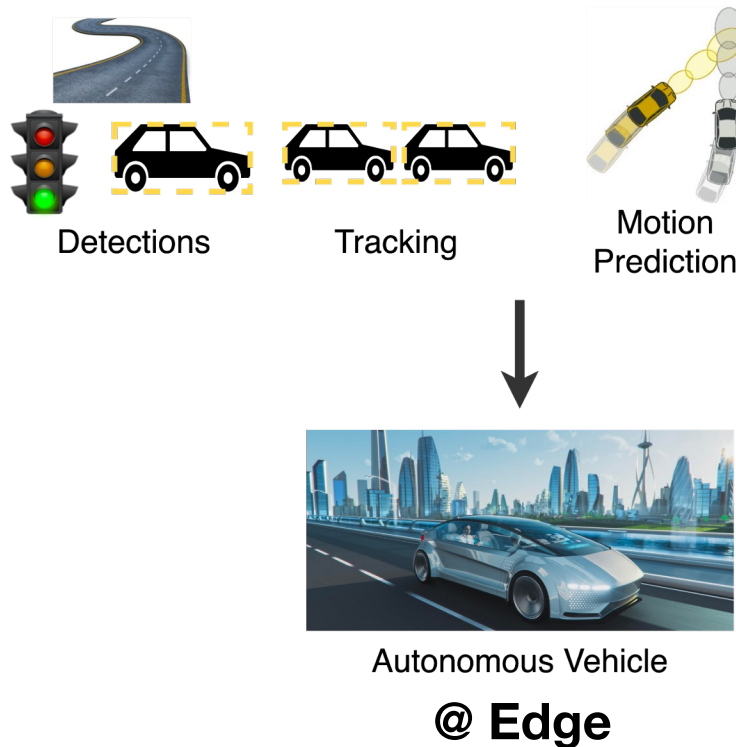 Detections
Tracking
Motion
Prediction
Autonomous Vehicle
@ Edge